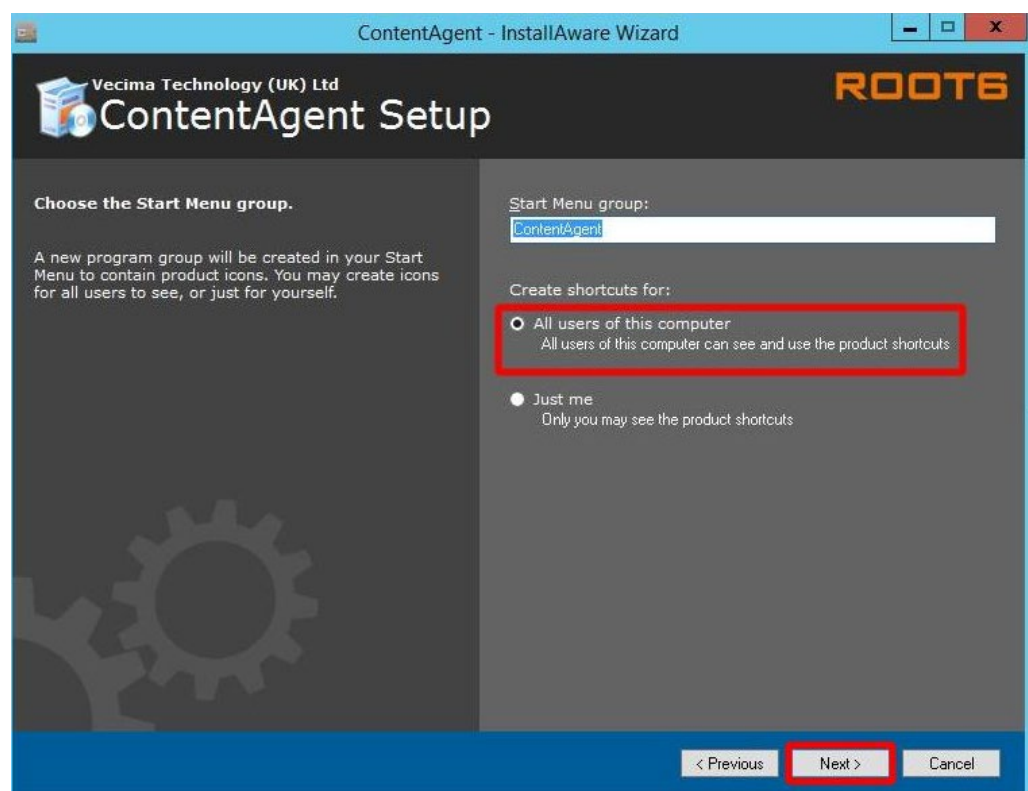 ContentAgent - InstallAware Wizard
Vecima Technology (UK) Ltd
ContentAgent Setup
ROOT6
Choose the Start Menu group.
A new program group will be created in your Start
Menu to contain product icons. You may create icons
for all users to see, or just for yourself.
Start Menu group:
ContentAgent
Create shortcuts for:
All users of this computer
All users of this computer can see and use the product shortcuts
Just me
Only you may see the product shortcuts
< Previous
Next >
Cancel